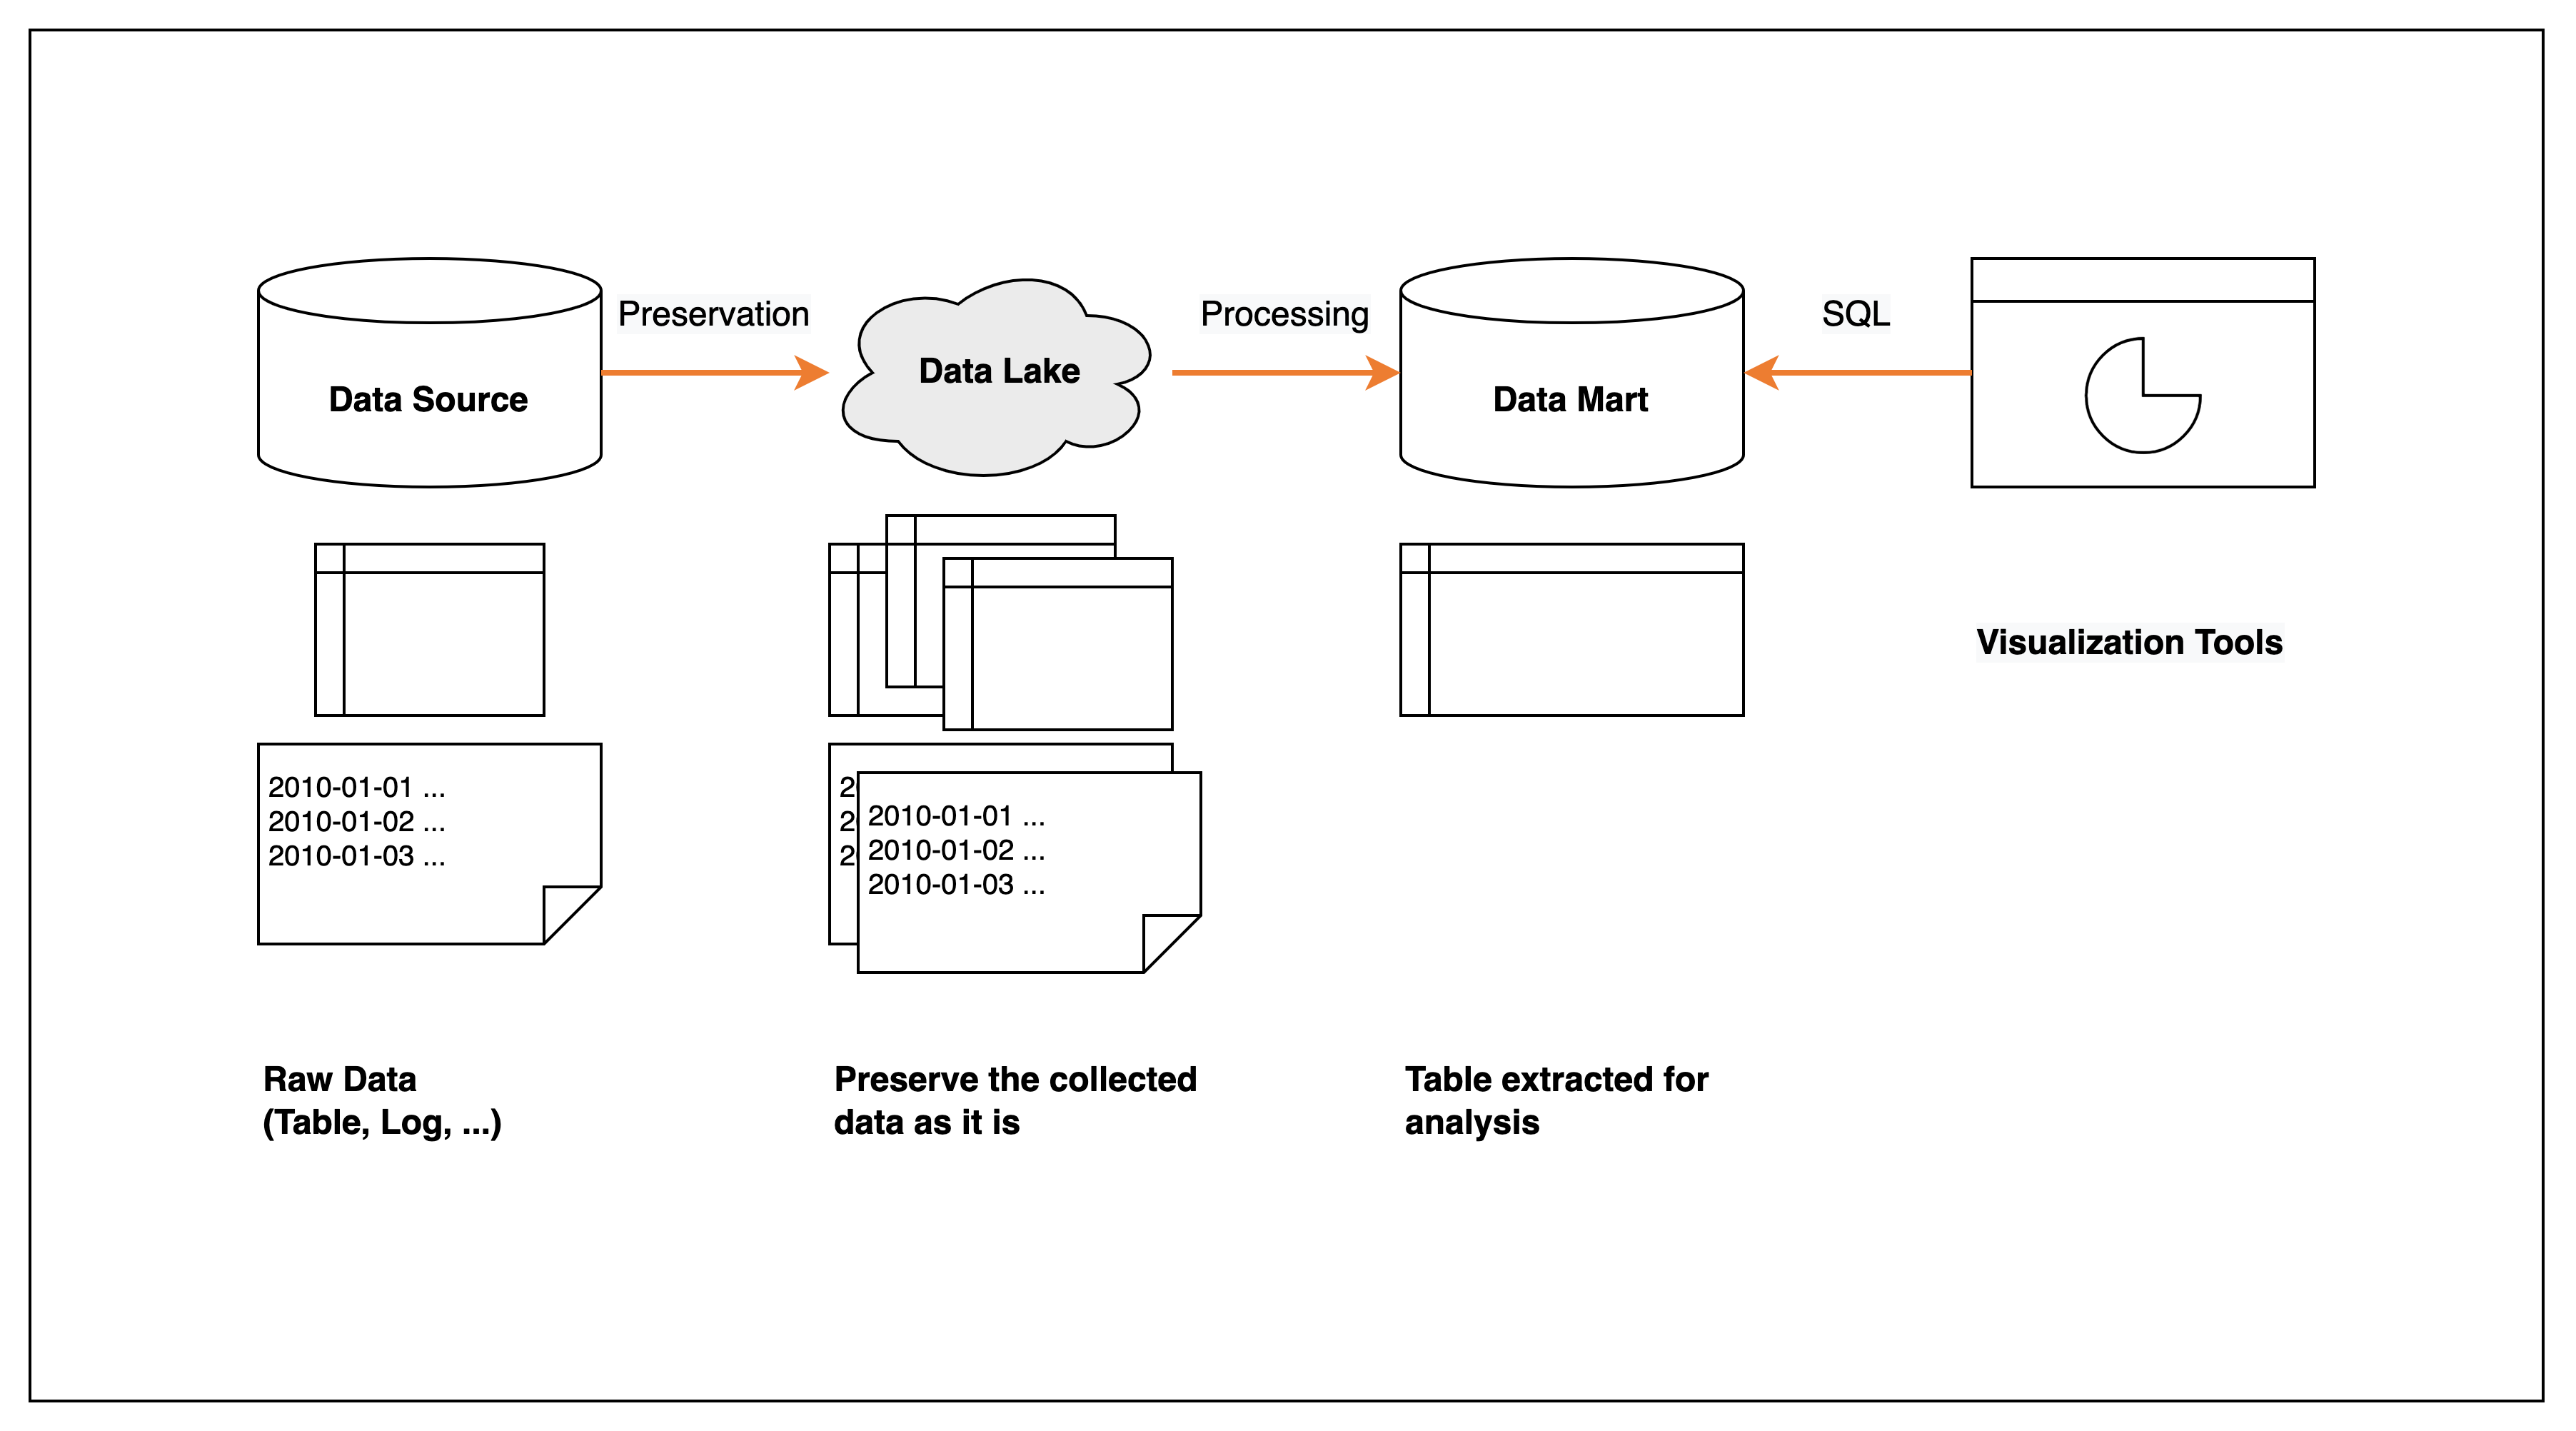 Data Source
Preservation
Data Lake
Processing
Data Mart
SQL
Visualization Tools
2010-01-01 ...
2010-01-02 ...
2010-01-03 ...
2
2
2
2010-01-01 ...
2010-01-02 ...
2010-01-03 ...
Raw Data
(Table, Log, ...)
Preserve the collected
data as it is
Table extracted for
analysis